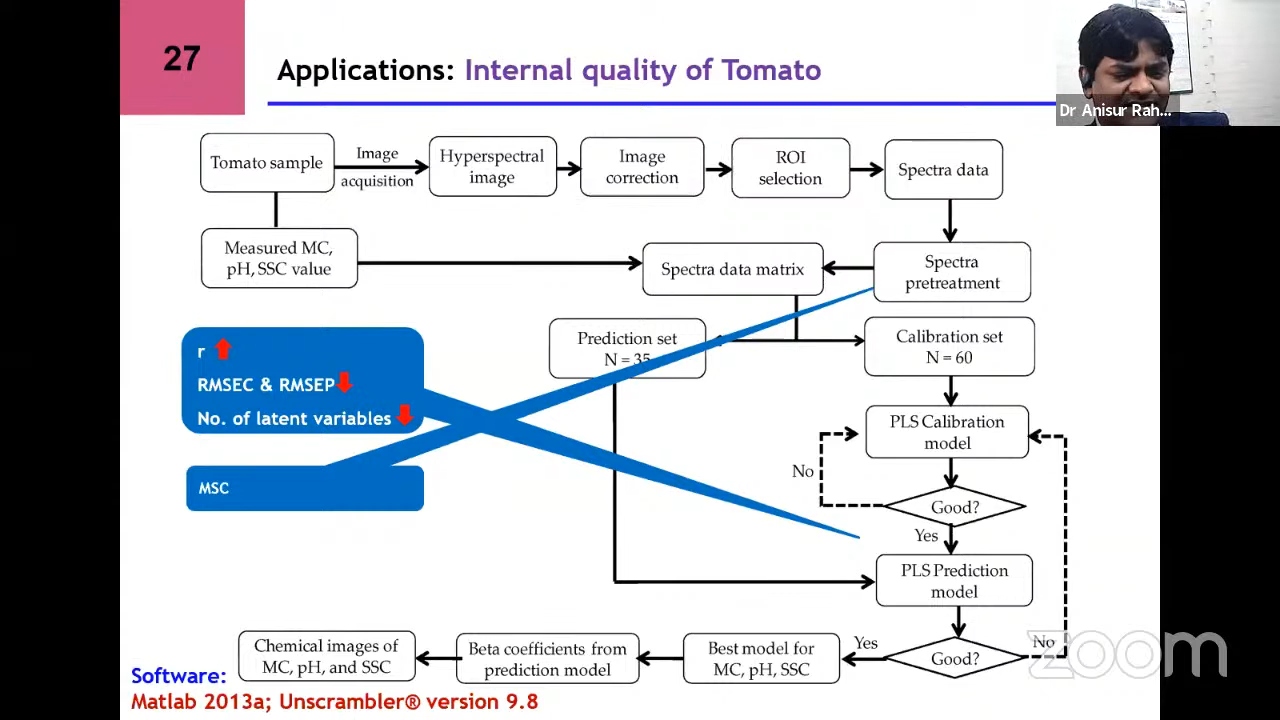 27
Applications: Internal quality of Tomato
Dr Anisur Rah...
Tomato sample
Image
acquisition
Hyperspectral
image
Image
correction
ROI
selection
Spectra data
Measured MC,
pH, SSC value
Spectra data matrix
Spectra
pretreatment
Prediction set
N = 35
Calibration set
N = 60
r
RMSEC & RMSEP
No. of latent variables
MSC
PLS Calibration
model
No
Good?
Yes
PLS Prediction
model
Good?
No
Yes
Best model for
MC, pH, SSC
Beta coefficients from
prediction model
Chemical images of
MC, pH, and SSC
Software:
Matlab 2013a; Unscrambler® version 9.8
zoom